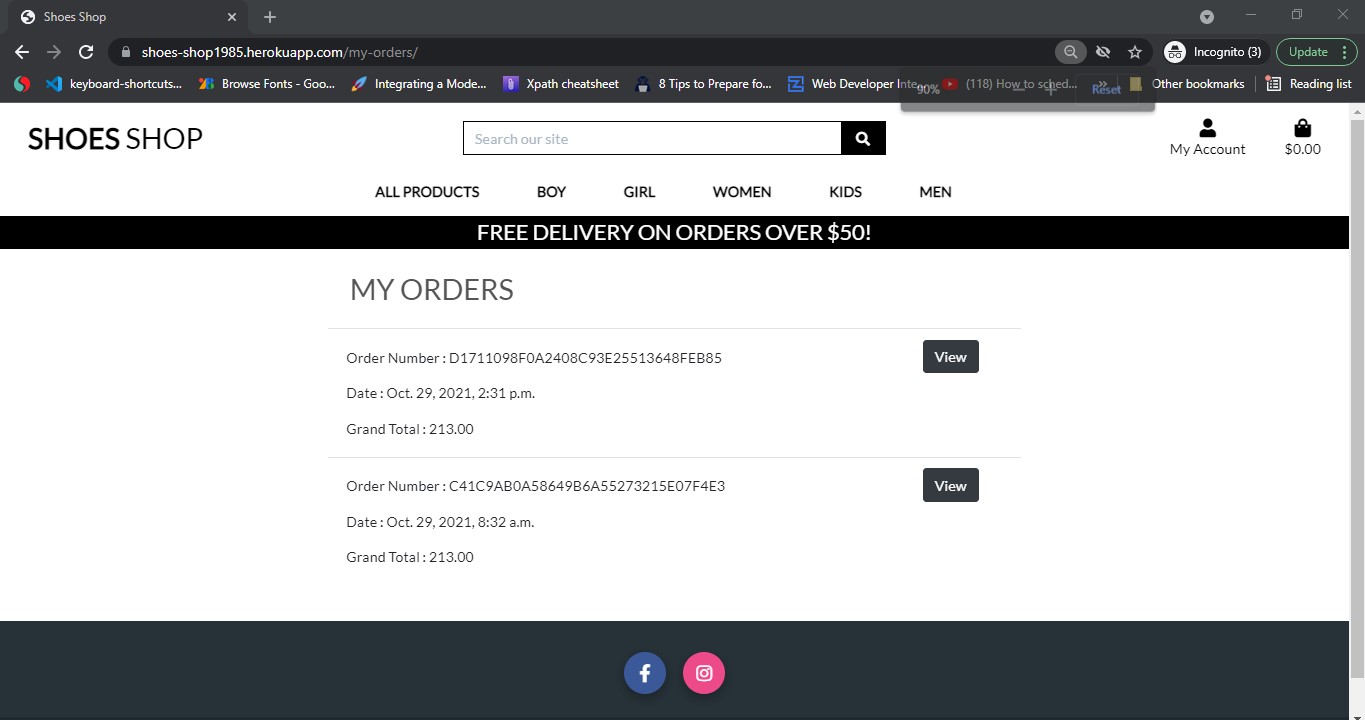 Shoes Shop
shoes-shop1985.herokuapp.com/my-orders/
Incognito (3)
Update
keyboard-shortcuts...
Browse Fonts - Goo...
Integrating a Mode...
Xpath cheatsheet
8 Tips to Prepare fo...
Web Developer Inte...
(118) How to sched...
»
Other bookmarks
Reading list
90%
Reset
SHOES SHOP
Search our site
My Account
$0.00
ALL PRODUCTS
BOY
GIRL
WOMEN
KIDS
MEN
FREE DELIVERY ON ORDERS OVER $50!
MY ORDERS
Order Number : D1711098F0A2408C93E25513648FEB85
View
Date : Oct. 29, 2021, 2:31 p.m.
Grand Total : 213.00
Order Number : C41C9AB0A58649B6A55273215E07F4E3
View
Date : Oct. 29, 2021, 8:32 a.m.
Grand Total : 213.00